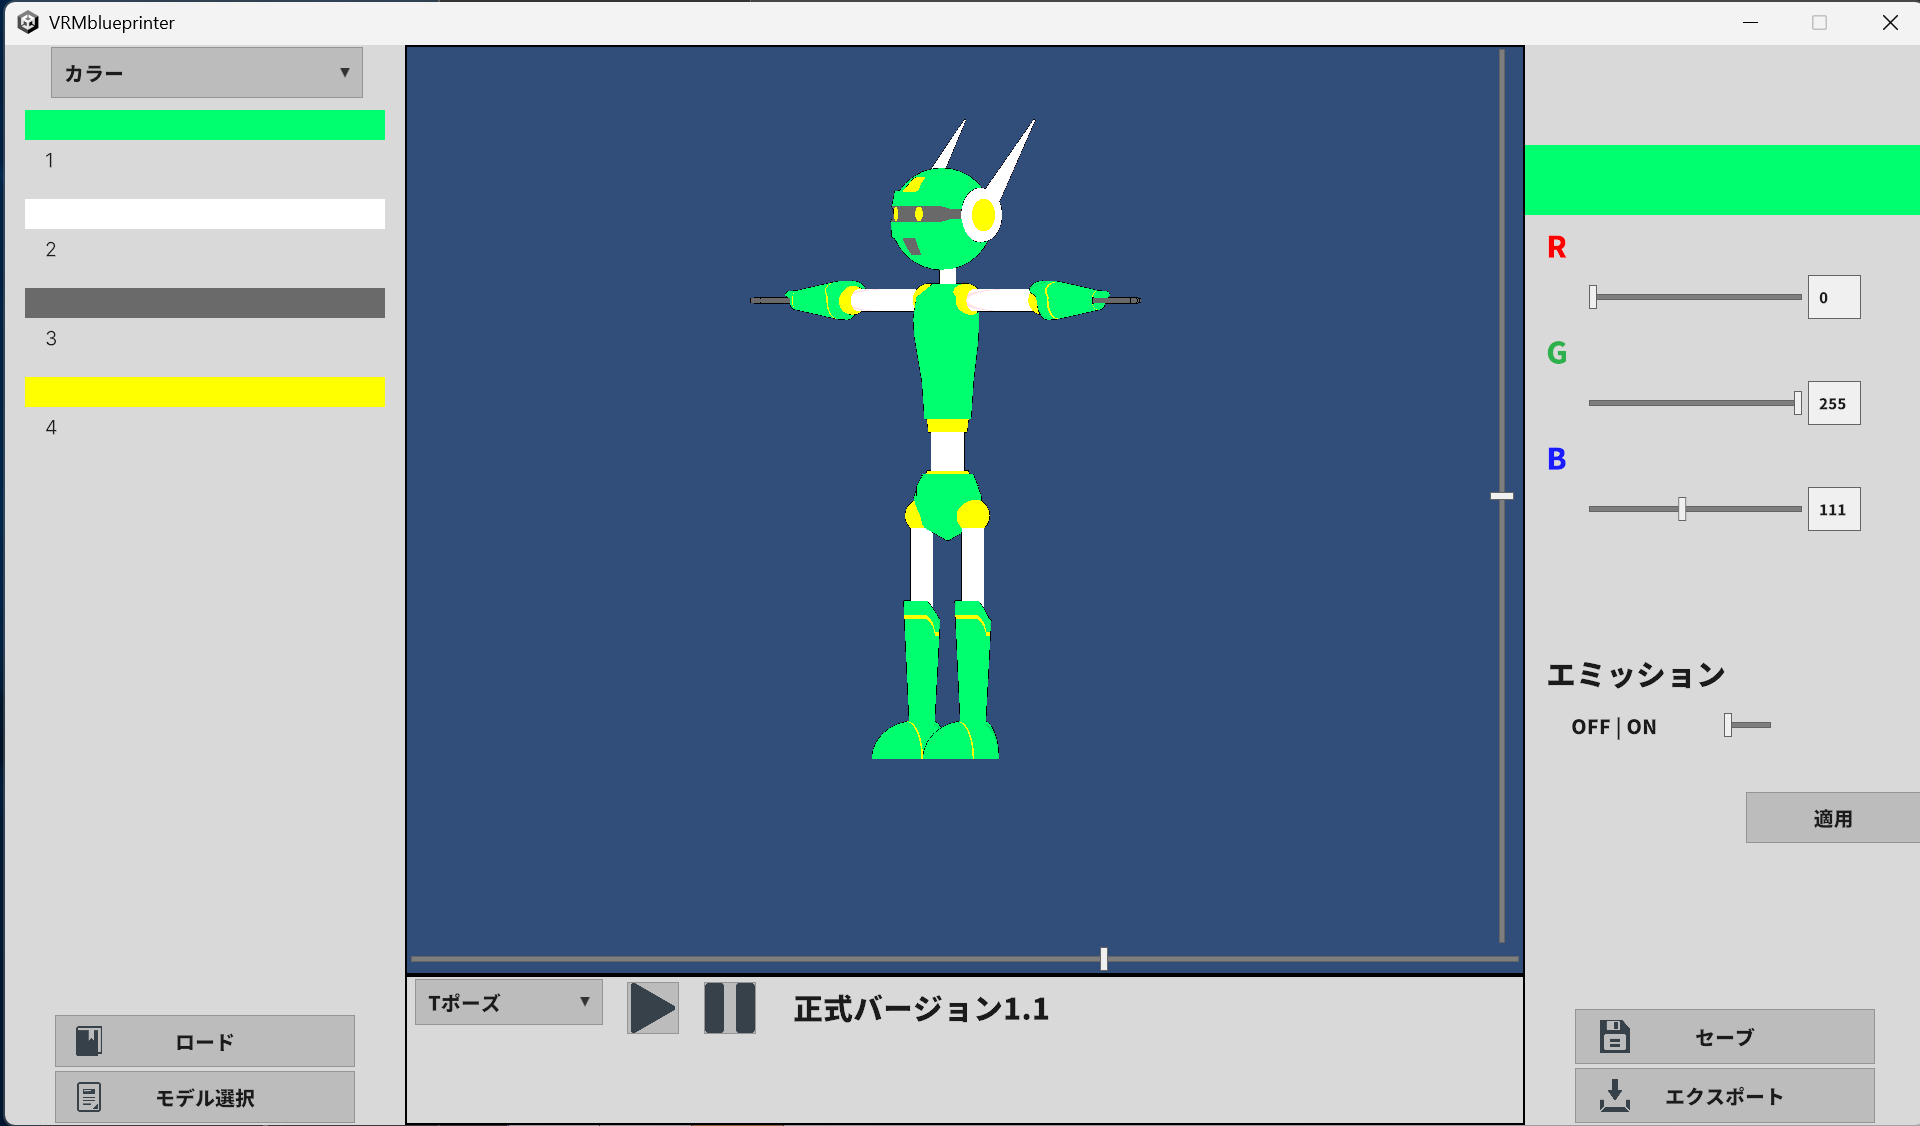 VRMblueprinter
カラー
1
2
3
4
ロード
モデル選択
Tポーズ
正式バージョン1.1
R
0
G
255
B
111
エミッション
OFF | ON
適用
セーブ
エクスポート